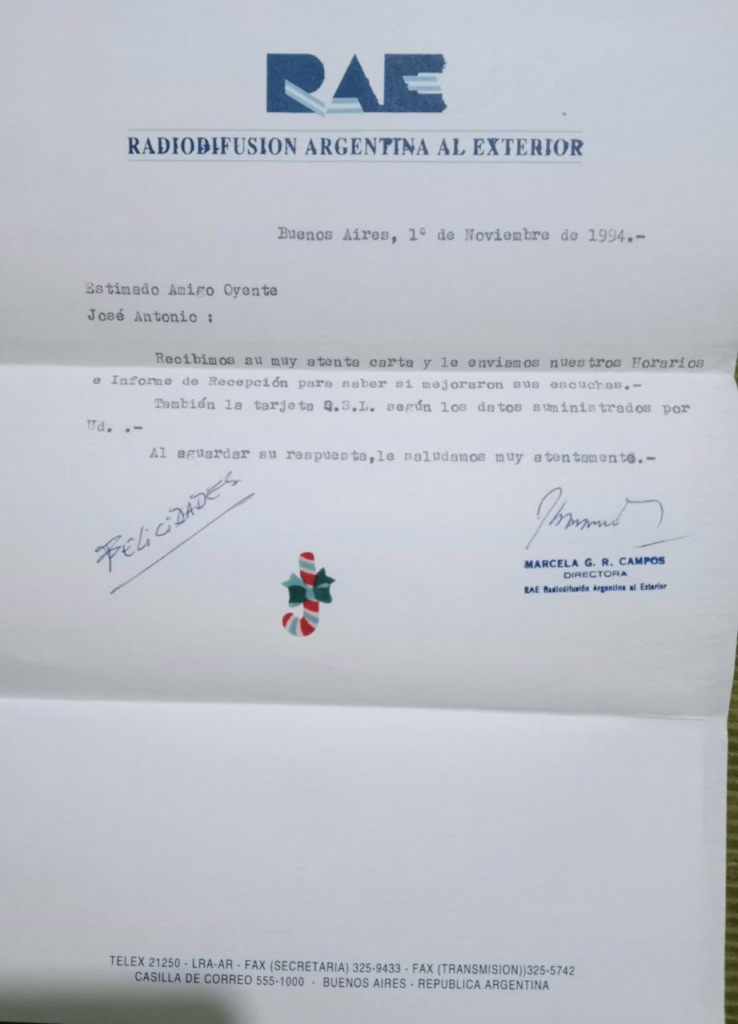 RAE
RADIODIFUSION ARGENTINA AL EXTERIOR
Buenos Aires, 1º de Noviembre de 1994.-
Estimado Amigo Oyente
José Antonio :
Recibimos su muy atenta carta y le enviamos nuestros Horarios
e Informe de Recepción para saber si mejoraron sus escuchas.-
También la tarjeta Q.S.L. según los datos suministrados por
Ud. .-
Al aguardar su respuesta,le saludamos muy atentamente.-
FELICIDADES
MARCELA G. R. CAMPOS
DIRECTORA
RAE Radiodifusión Argentina al Exterior
TELEX 21250 - LRA-AR - FAX (SECRETARIA) 325-9433 - FAX (TRANSMISION))325-5742
CASILLA DE CORREO 555-1000 - BUENOS AIRES - REPUBLICA ARGENTINA